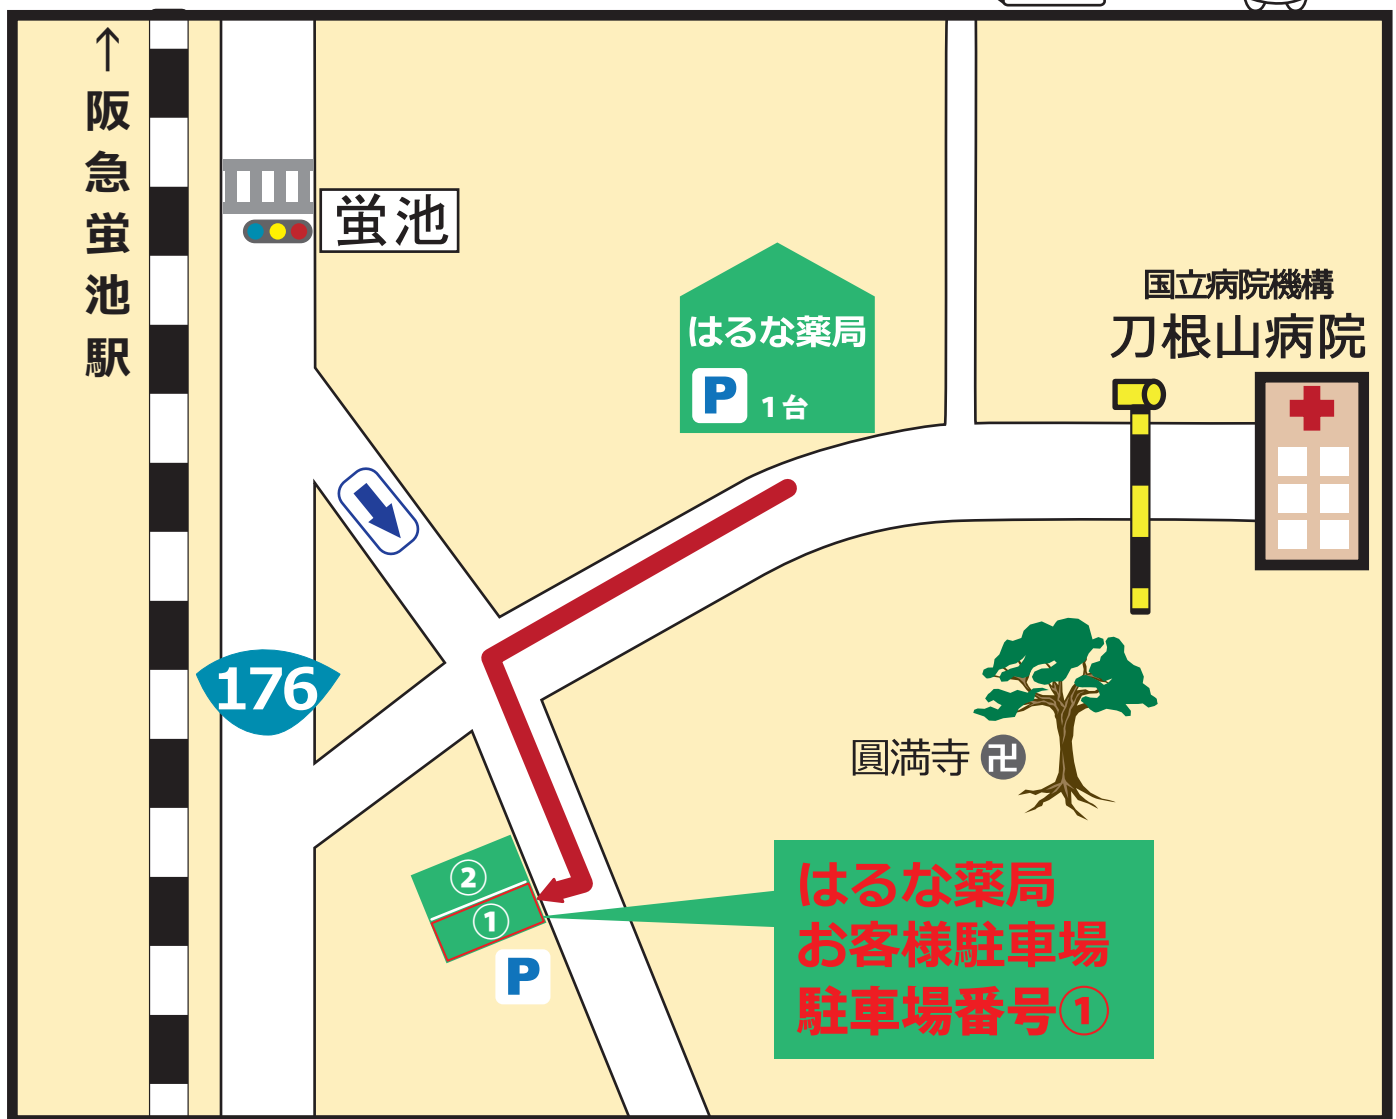 ↑阪急蛍池駅
蛍池
はるな薬局
P 1台
国立病院機構
刀根山病院
176
圓満寺 卍
②
①
P
はるな薬局
お客様駐車場
駐車場番号①